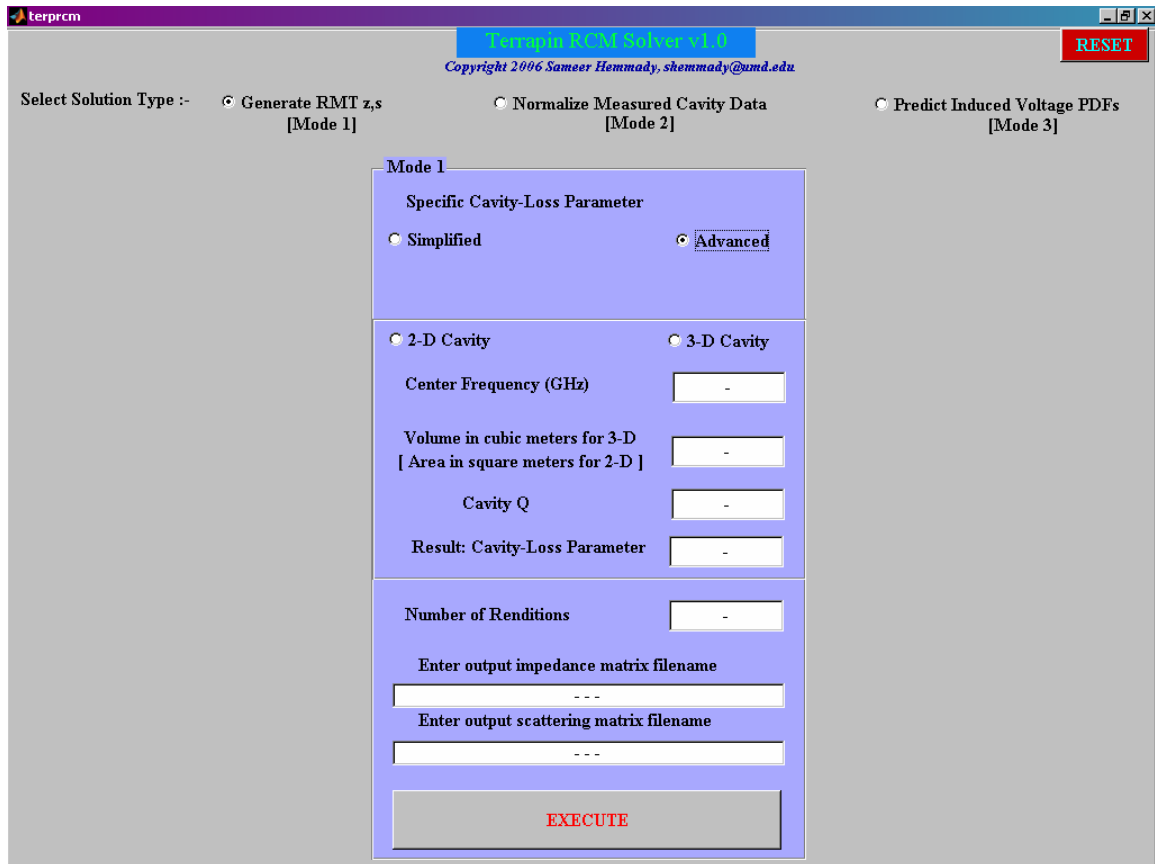 terprcm
Terrapin RCM Solver v1.0
RESET
Copyright 2006 Sameer Hemmady, shemmady@umd.edu
Select Solution Type :-
Generate RMT z,s
[Mode 1]
Normalize Measured Cavity Data
[Mode 2]
Predict Induced Voltage PDFs
[Mode 3]
Mode 1
Specific Cavity-Loss Parameter
Simplified
Advanced
2-D Cavity
3-D Cavity
Center Frequency (GHz)
-
Volume in cubic meters for 3-D
[ Area in square meters for 2-D ]
-
Cavity Q
-
Result: Cavity-Loss Parameter
-
Number of Renditions
-
Enter output impedance matrix filename
- - -
Enter output scattering matrix filename
- - -
EXECUTE